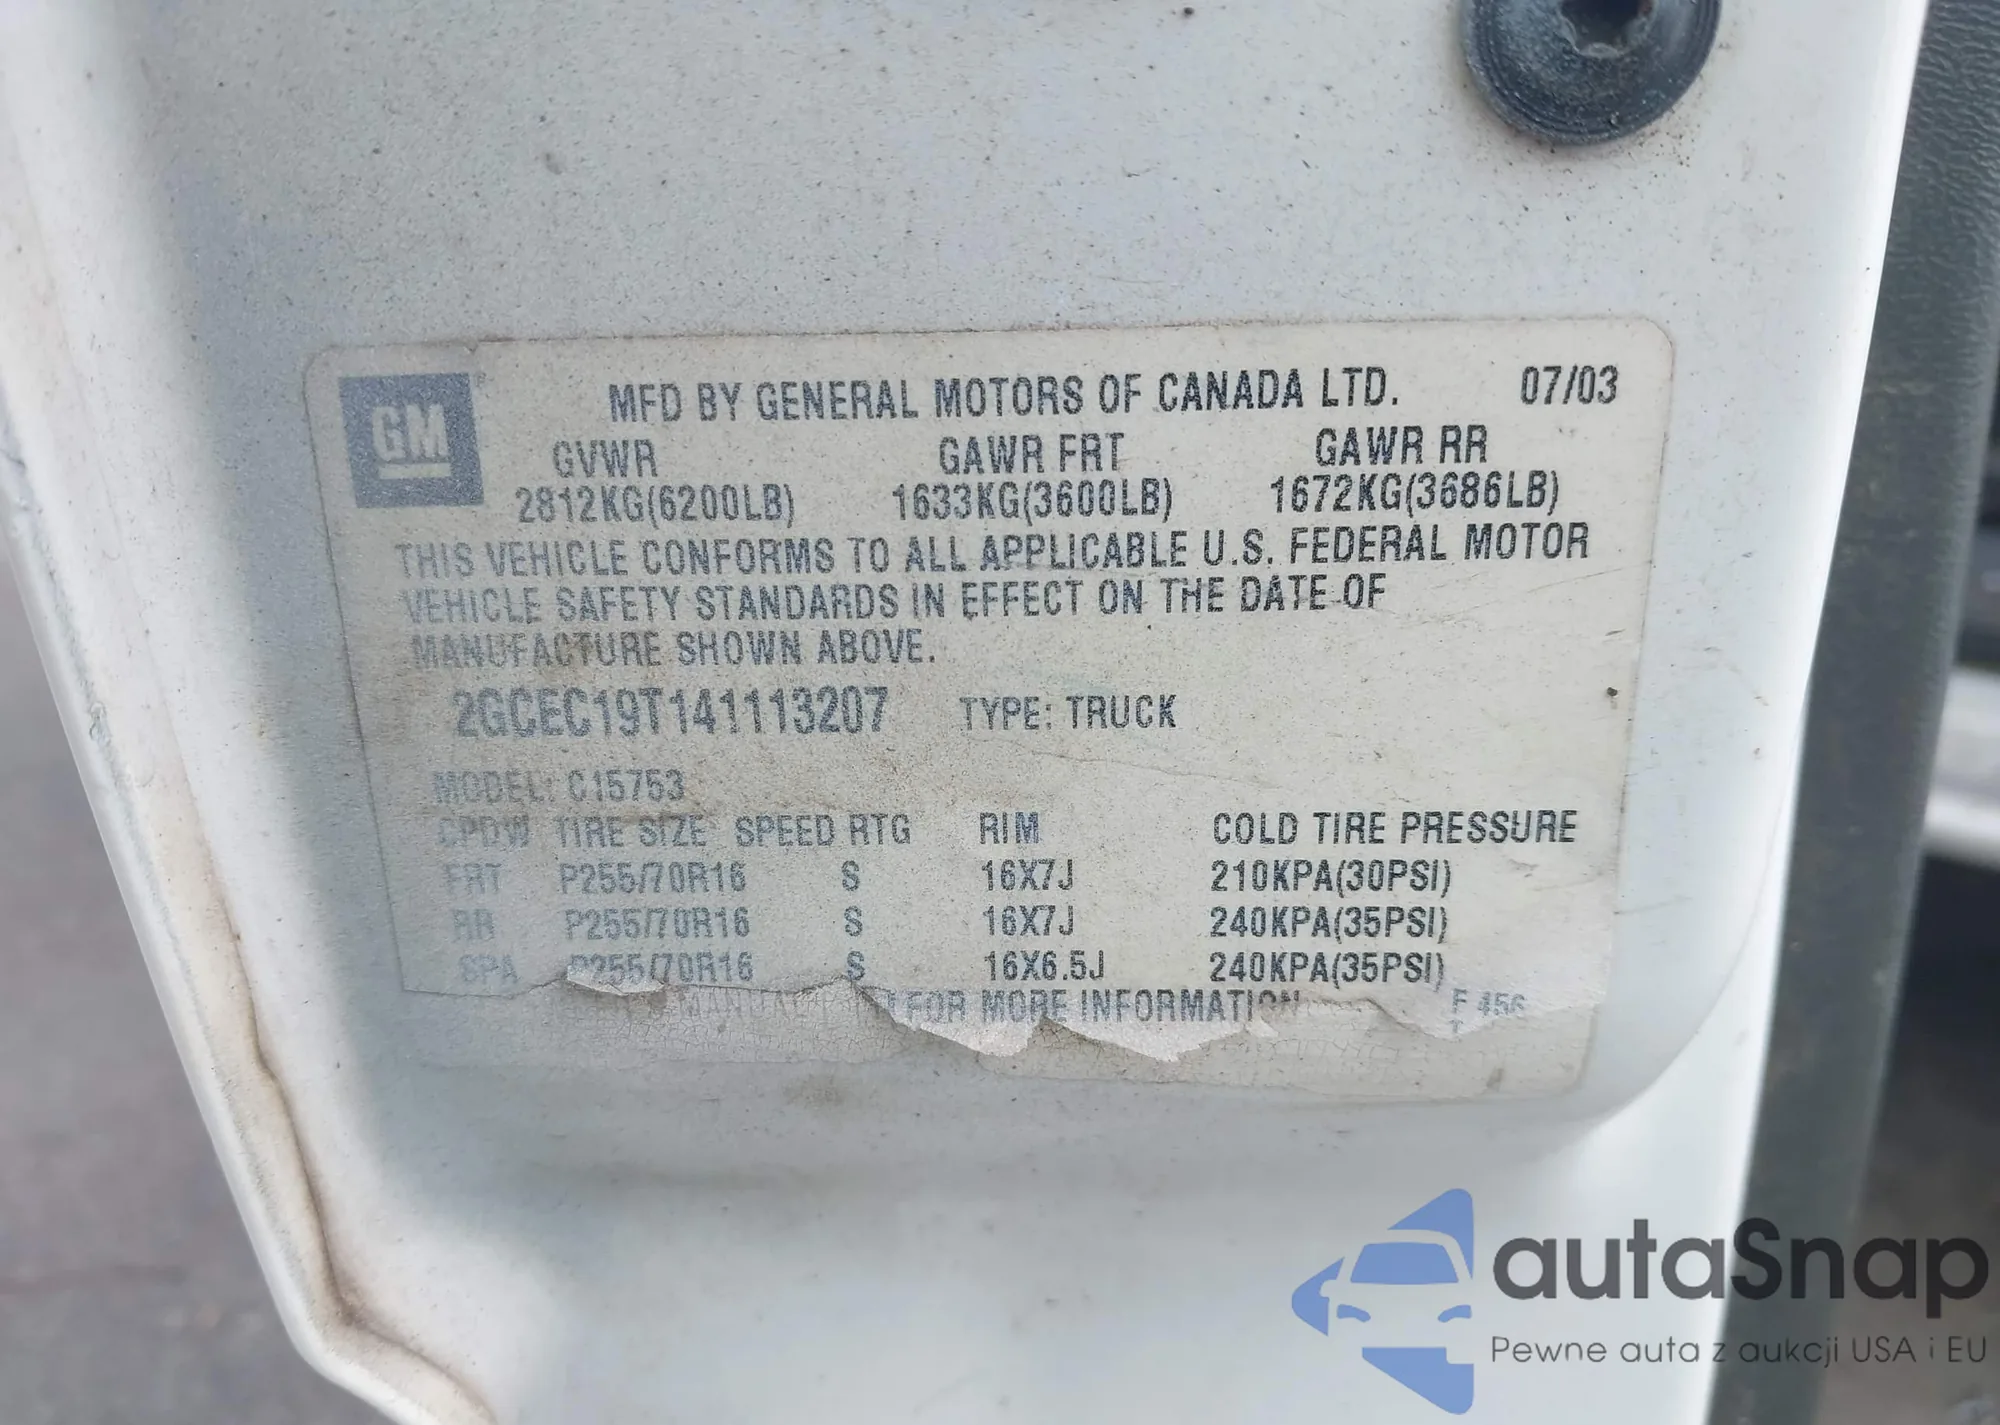 GM
MFD BY GENERAL MOTORS OF CANADA LTD. 07/03
GVWR GAWR FRT GAWR RR
2812KG(6200LB) 1633KG(3600LB) 1672KG(3686LB)
THIS VEHICLE CONFORMS TO ALL APPLICABLE U.S. FEDERAL MOTOR
VEHICLE SAFETY STANDARDS IN EFFECT ON THE DATE OF
MANUFACTURE SHOWN ABOVE.
2GCEC19T141113207 TYPE: TRUCK
MODEL: C15753
CPDW TIRE SIZE SPEED RTG RIM COLD TIRE PRESSURE
FRT P255/70R16 S 16X7J 210KPA(30PSI)
RR P255/70R16 S 16X7J 240KPA(35PSI)
SPA P255/70R16 S 16X6.5J 240KPA(35PSI)
FOR MORE INFORMATION
autaSnap
Pewne auta z aukcji USA i EU